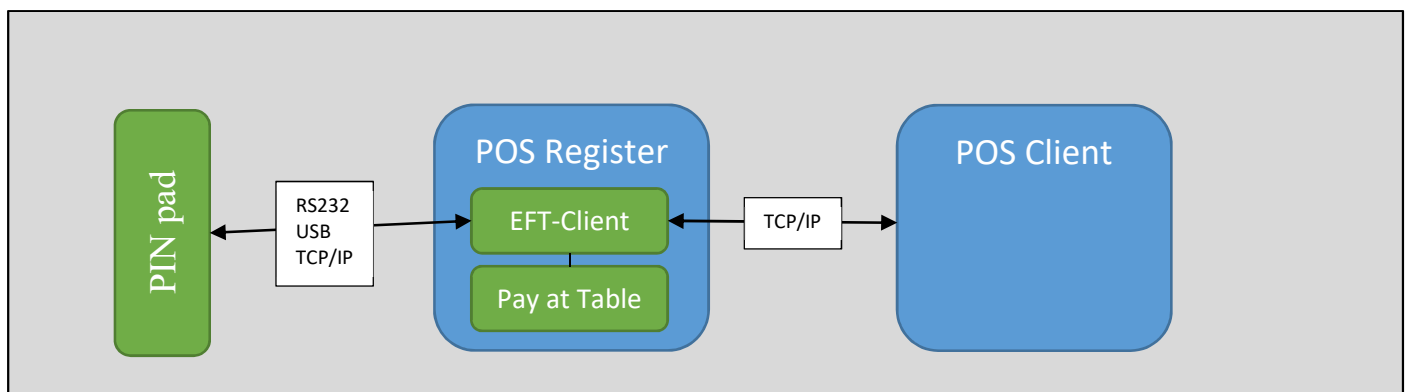 PIN pad
RS232
USB
TCP/IP
POS Register
EFT-Client
Pay at Table
TCP/IP
POS Client